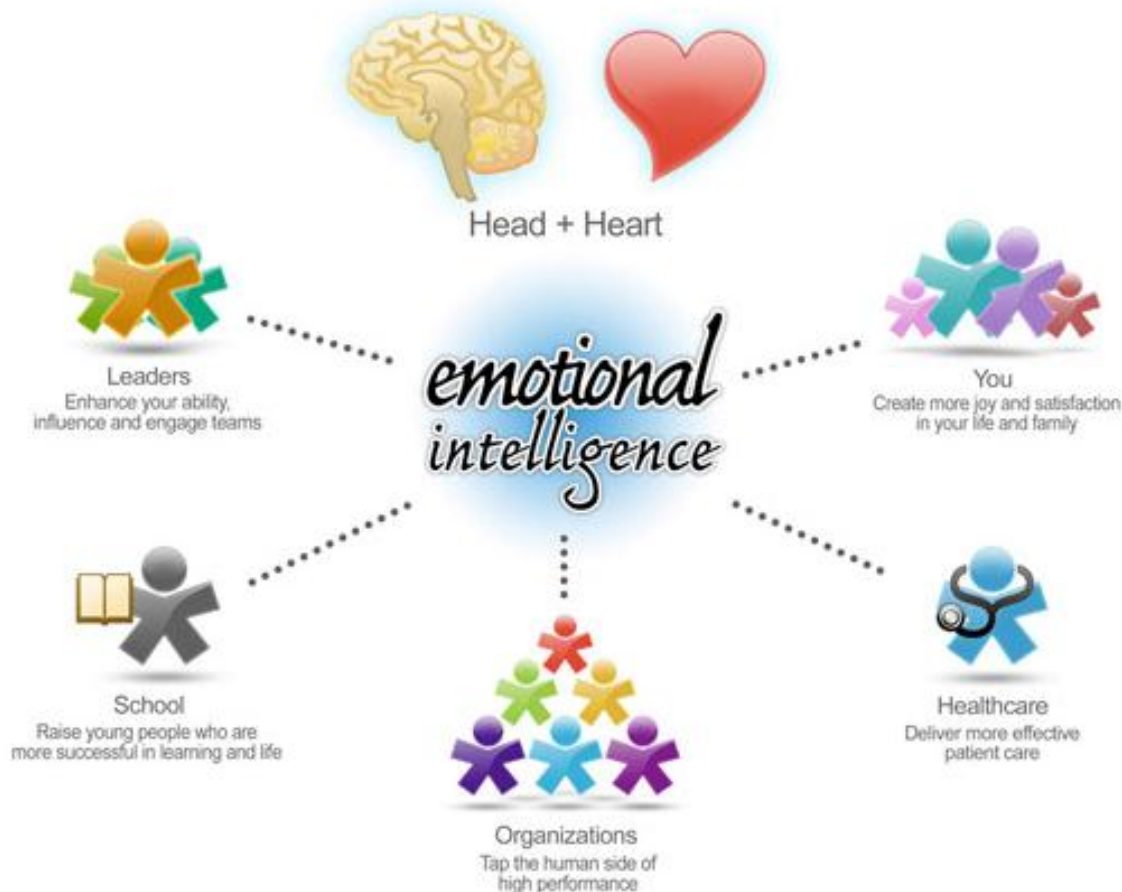 Head + Heart
emotional
intelligence
Leaders
Enhance your ability,
influence and engage teams
You
Create more joy and satisfaction
in your life and family
School
Raise young people who are
more successful in learning and life
Organizations
Tap the human side of
high performance
Healthcare
Deliver more effective
patient care